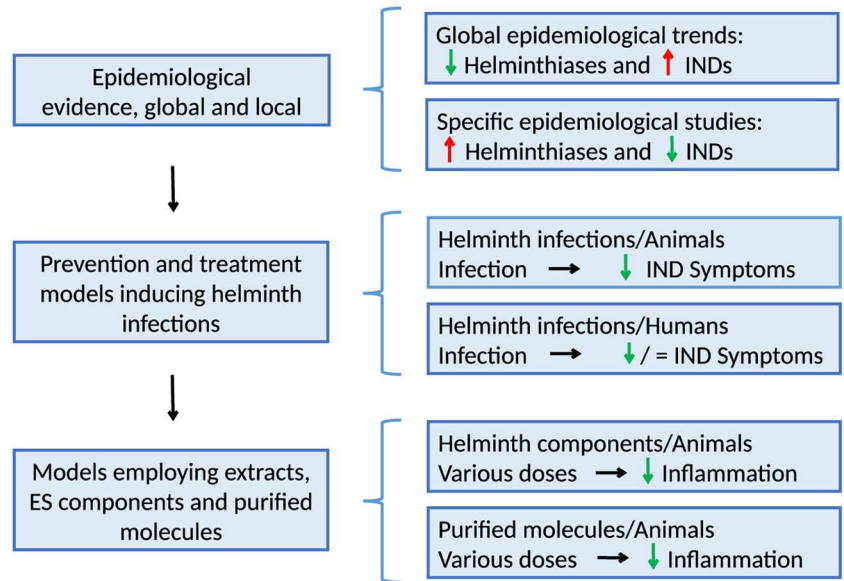 Epidemiological
evidence, global and local
Global epidemiological trends:
↓ Helminthiases and ↑ INDs
Specific epidemiological studies:
↑ Helminthiases and ↓ INDs
Prevention and treatment
models inducing helminth
infections
Helminth infections/Animals
Infection → ↓ IND Symptoms
Helminth infections/Humans
Infection → ↓ / = IND Symptoms
Models employing extracts,
ES components and purified
molecules
Helminth components/Animals
Various doses → ↓ Inflammation
Purified molecules/Animals
Various doses → ↓ Inflammation